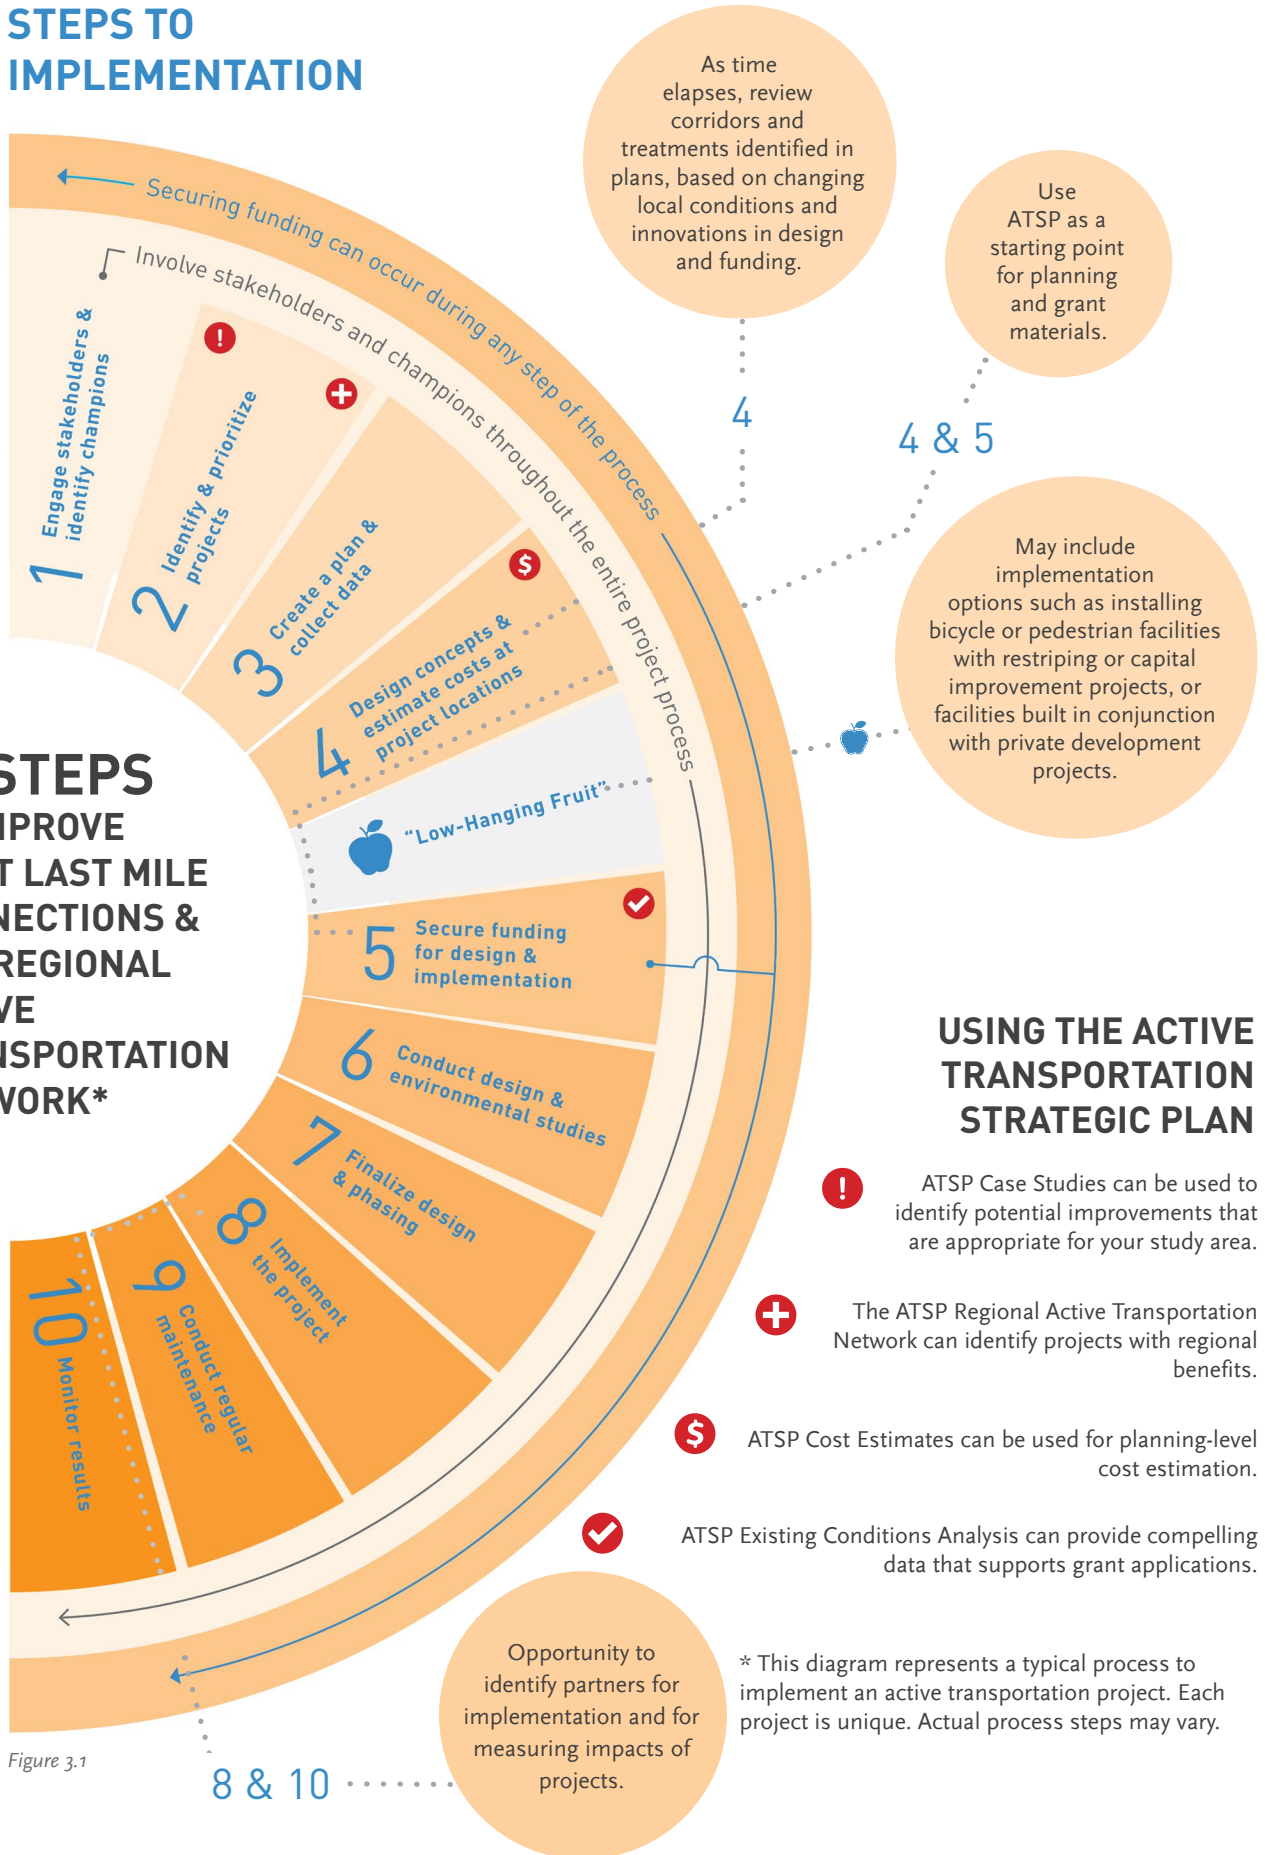 STEPS TO
IMPLEMENTATION
Securing funding can occur during any step of the process
Involve stakeholders and champions throughout the entire project process
1
Engage stakeholders &
identify champions
2
Identify & prioritize
projects
3
Create a plan &
collect data
4
Design concepts &
estimate costs at
project locations
"Low-Hanging Fruit"
5
Secure funding
for design &
implementation
6
Conduct design &
environmental studies
7
Finalize design
& phasing
8
Implement
the project
9
Conduct regular
maintenance
10
Monitor results
STEPS
MPROVE
T LAST MILE
NECTIONS &
REGIONAL
VE
NSPORTATION
WORK*
As time
elapses, review
corridors and
treatments identified in
plans, based on changing
local conditions and
innovations in design
and funding.
4
Use
ATSP as a
starting point
for planning
and grant
materials.
4 & 5
May include
implementation
options such as installing
bicycle or pedestrian facilities
with restriping or capital
improvement projects, or
facilities built in conjunction
with private development
projects.
USING THE ACTIVE
TRANSPORTATION
STRATEGIC PLAN
ATSP Case Studies can be used to
identify potential improvements that
are appropriate for your study area.
The ATSP Regional Active Transportation
Network can identify projects with regional
benefits.
$
ATSP Cost Estimates can be used for planning-level
cost estimation.
ATSP Existing Conditions Analysis can provide compelling
data that supports grant applications.
Opportunity to
identify partners for
implementation and for
measuring impacts of
projects.
8 & 10
* This diagram represents a typical process to
implement an active transportation project. Each
project is unique. Actual process steps may vary.
Figure 3.1